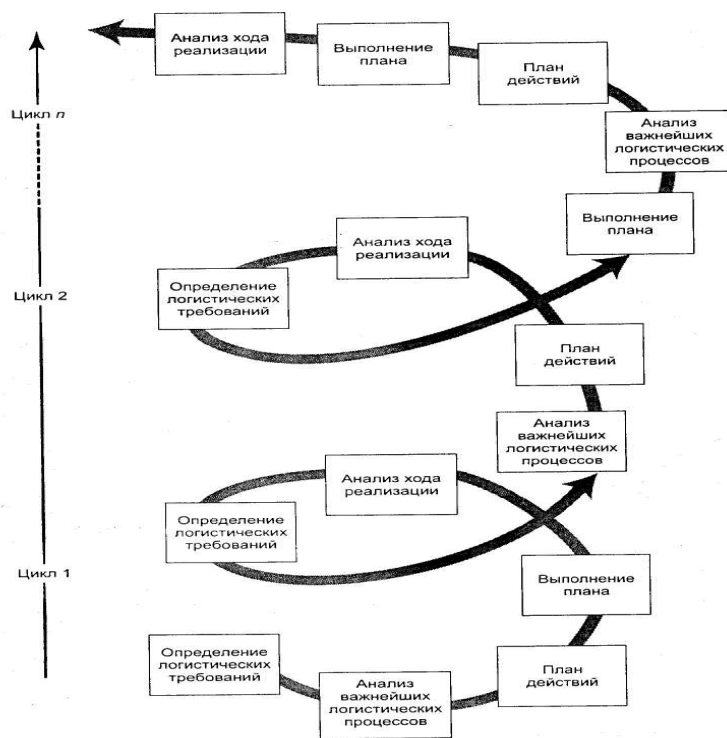 Анализ хода
реализации
Выполнение
плана
План
действий
Цикл n
Анализ
важнейших
логистических
процессов
Выполнение
плана
Анализ хода
реализации
Определение
логистических
требований
Цикл 2
План
действий
Анализ
важнейших
логистических
процессов
Анализ хода
реализации
Определение
логистических
требований
Цикл 1
Выполнение
плана
Определение
логистических
требований
Анализ
важнейших
логистических
процессов
План
действий